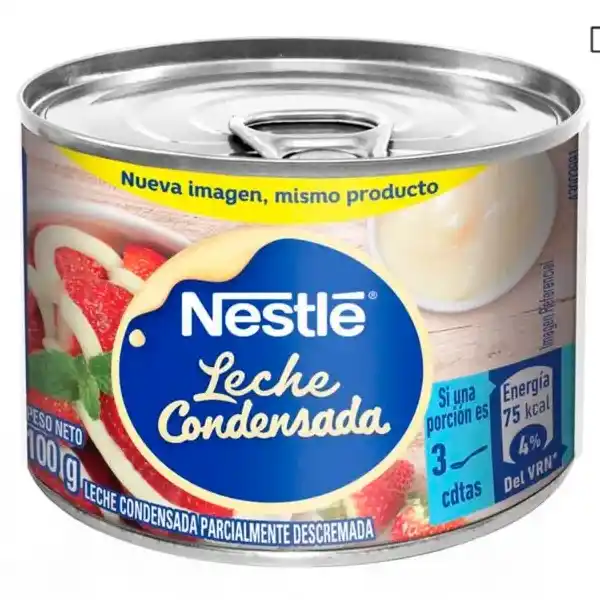 Nueva imagen, mismo producto
Nestlé®
Leche
Condensada
PESO NETO
100 g
LECHE CONDENSADA PARCIALMENTE DESCREMADA
Si una
porción es
3
cdtas
Energía
75 kcal
4%
Del VRN*
Imagen Referencial